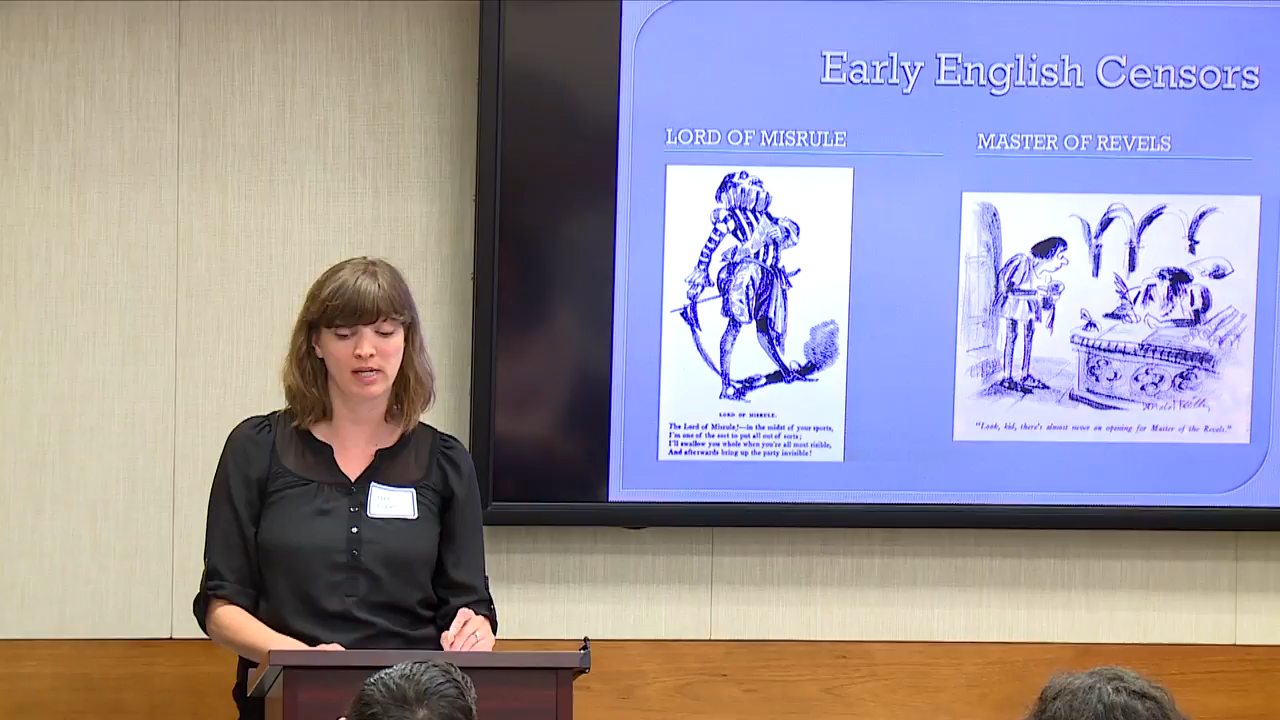 Early English Censors
LORD OF MISRULE
MASTER OF REVELS
LORD OF MISRULE.
The Lord of Misrule!—in the midst of your sports,
I'm one of the sort to put all out of sorts;
I'll swallow you whole when you're all most risible,
And afterwards bring up the party invisible!
"Look, kid, there's almost never an opening for Master of the Revels."